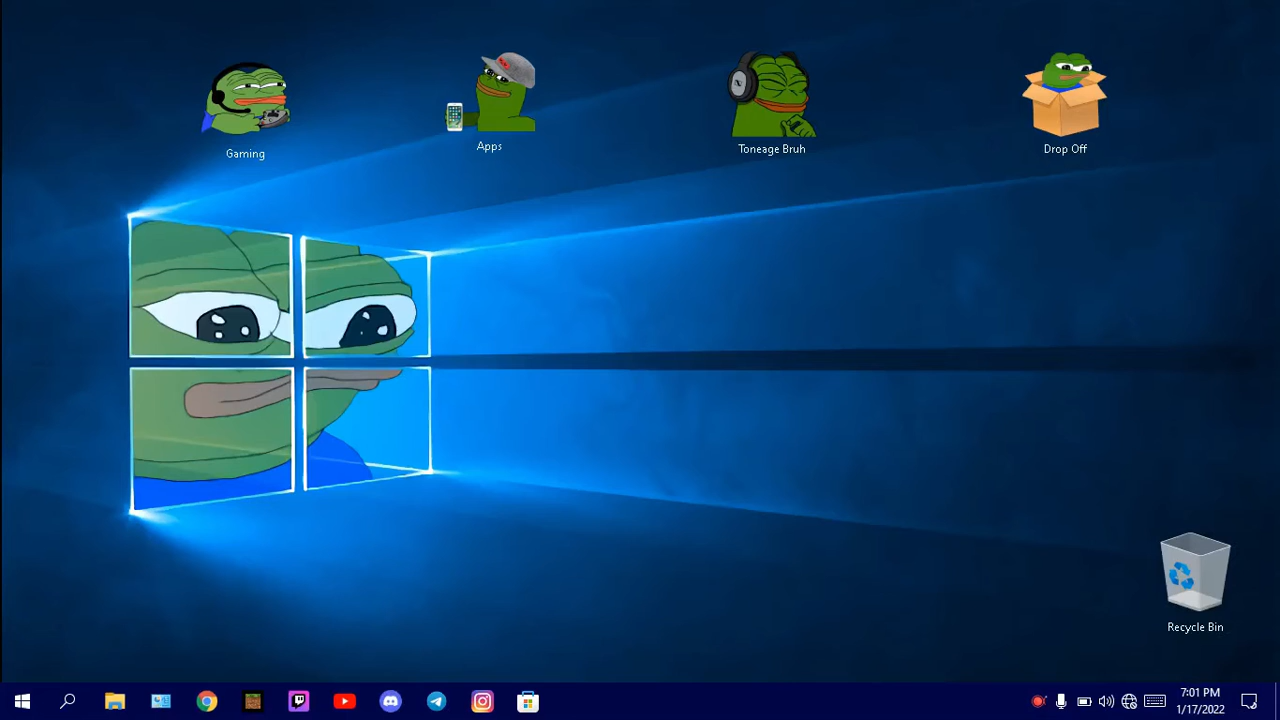 Gaming
Apps
Toneage Bruh
Drop Off
Recycle Bin
7:01 PM
1/17/2022